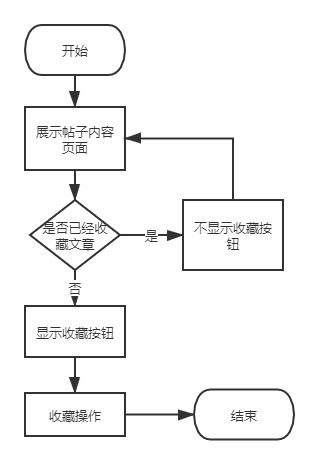 开始
展示帖子内容
页面
是否已经收
藏文章
是
不显示收藏按
钮
否
显示收藏按钮
收藏操作
结束